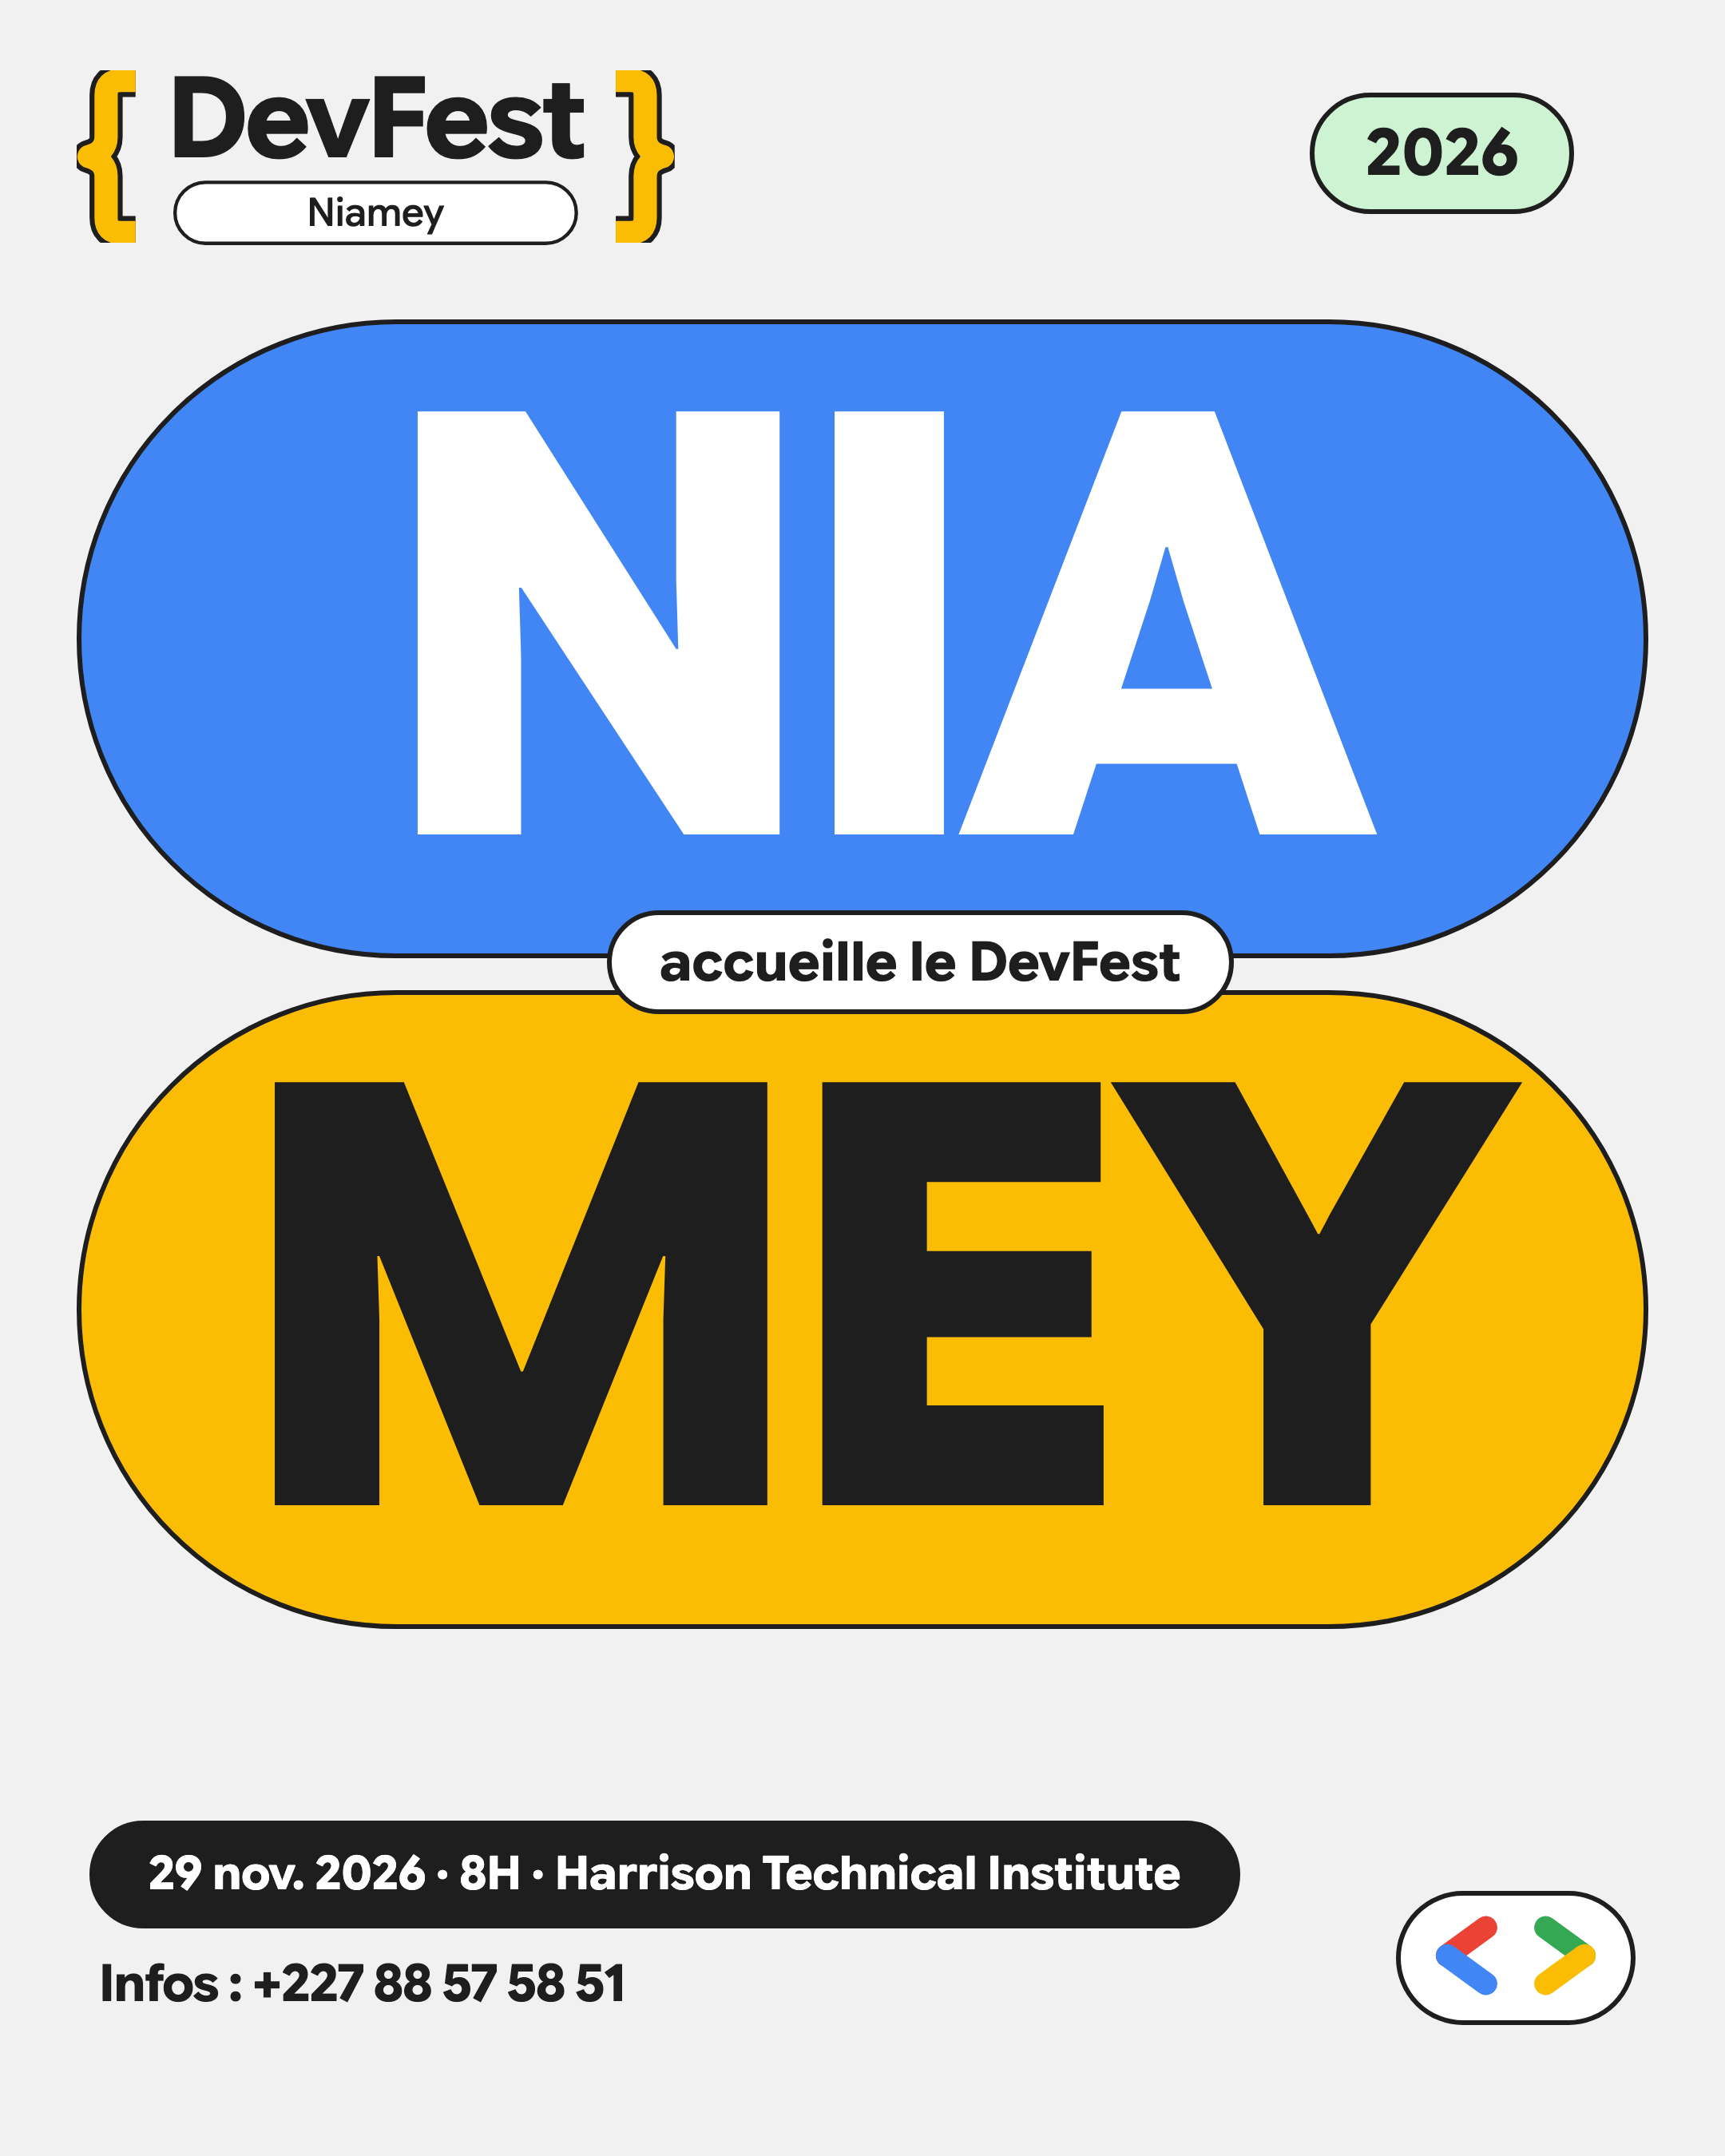 DevFest
Niamey
2026
NIA
accueille le DevFest
MEY
29 nov. 2026 · 8H · Harrison Technical Institute
Infos : +227 88 57 58 51